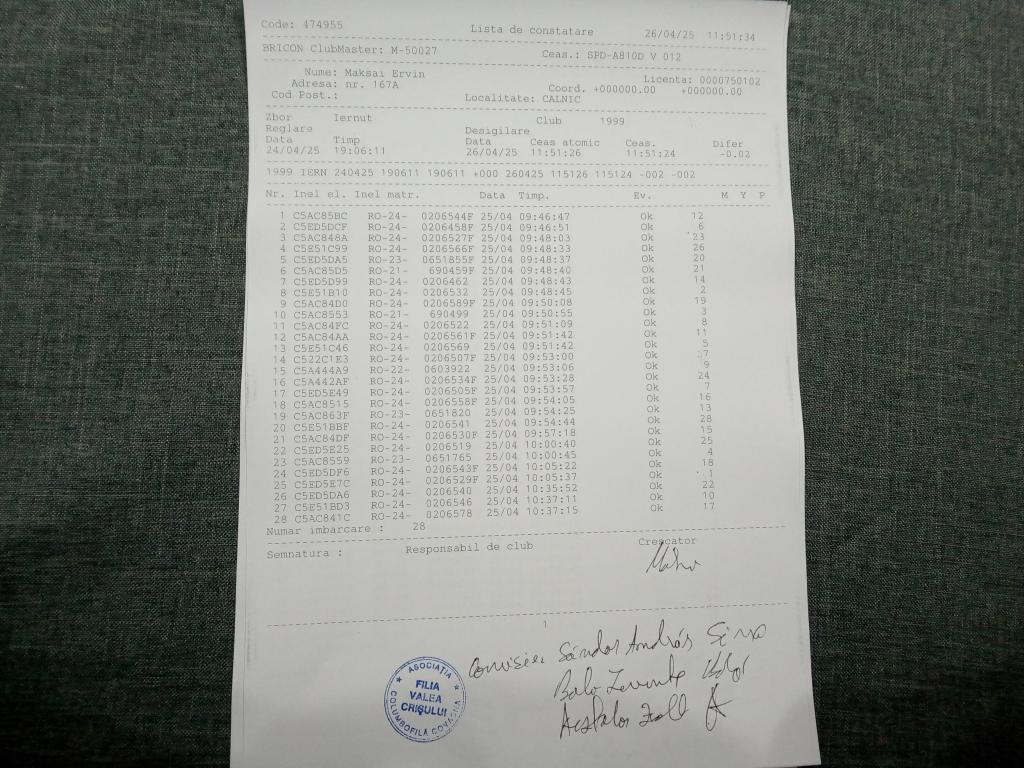 Code: 474955 Lista de constatare 26/04/25 11:51:34
BRICON ClubMaster: M-50027 Ceas.: SPD-A810D V 012
Nume: Maksai Ervin Licenta: 0000750102
Adresa: nr. 167A Coord. +000000.00 +000000.00
Cod Post.: Localitate: CALNIC
Zbor Iernut Club 1999
Reglare Desigilare
Data Timp Data Ceas atomic Ceas. Difer
24/04/25 19:06:11 26/04/25 11:51:26 11:51:24 -0.02
1999 IERN 240425 190611 190611 +000 260425 115126 115124 -002 -002
Nr. Inel el. Inel matr. Data Timp. Ev. M Y P
1 C5AC85BC RO-24- 0206544F 25/04 09:46:47 Ok 12
2 C5ED5DCF RO-24- 0206458F 25/04 09:46:51 Ok 6
3 C5AC848A RO-24- 0206527F 25/04 09:48:03 Ok 23
4 C5E51C99 RO-24- 0206566F 25/04 09:48:33 Ok 26
5 C5ED5DA5 RO-23- 0651855F 25/04 09:48:37 Ok 20
6 C5AC85D5 RO-21- 690459F 25/04 09:48:40 Ok 21
7 C5ED5D99 RO-24- 0206462 25/04 09:48:43 Ok 14
8 C5E51B10 RO-24- 0206532 25/04 09:48:45 Ok 2
9 C5AC84D0 RO-24- 0206589F 25/04 09:50:08 Ok 19
10 C5AC8553 RO-21- 690499 25/04 09:50:55 Ok 3
11 C5AC84FC RO-24- 0206522 25/04 09:51:09 Ok 8
12 C5AC84AA RO-24- 0206561F 25/04 09:51:42 Ok 11
13 C5E51C46 RO-24- 0206569 25/04 09:51:42 Ok 5
14 C522C1E3 RO-24- 0206507F 25/04 09:53:00 Ok 27
15 C5A444A9 RO-22- 0603922 25/04 09:53:06 Ok 9
16 C5A442AF RO-24- 0206534F 25/04 09:53:28 Ok 24
17 C5ED5E49 RO-24- 0206505F 25/04 09:53:57 Ok 7
18 C5AC8515 RO-24- 0206558F 25/04 09:54:05 Ok 16
19 C5AC863F RO-23- 0651820 25/04 09:54:25 Ok 13
20 C5E51BBF RO-24- 0206541 25/04 09:54:44 Ok 28
21 C5AC84DF RO-24- 0206530F 25/04 09:57:18 Ok 15
22 C5ED5E25 RO-24- 0206519 25/04 10:00:40 Ok 25
23 C5AC8559 RO-23- 0651765 25/04 10:00:45 Ok 4
24 C5ED5DF6 RO-24- 0206543F 25/04 10:05:22 Ok 18
25 C5ED5E7C RO-24- 0206529F 25/04 10:05:37 Ok 1
26 C5ED5DA6 RO-24- 0206540 25/04 10:35:52 Ok 22
27 C5E51BD3 RO-24- 0206546 25/04 10:37:11 Ok 10
28 C5AC841C RO-24- 0206578 25/04 10:37:15 Ok 17
Numar imbarcare : 28
Semnatura : Responsabil de club Crescator
1
Sándor András
Levente
ASOCIAȚIA
FILIA
VALEA
CRIȘULUI
COLUMBOFILA COVASNA